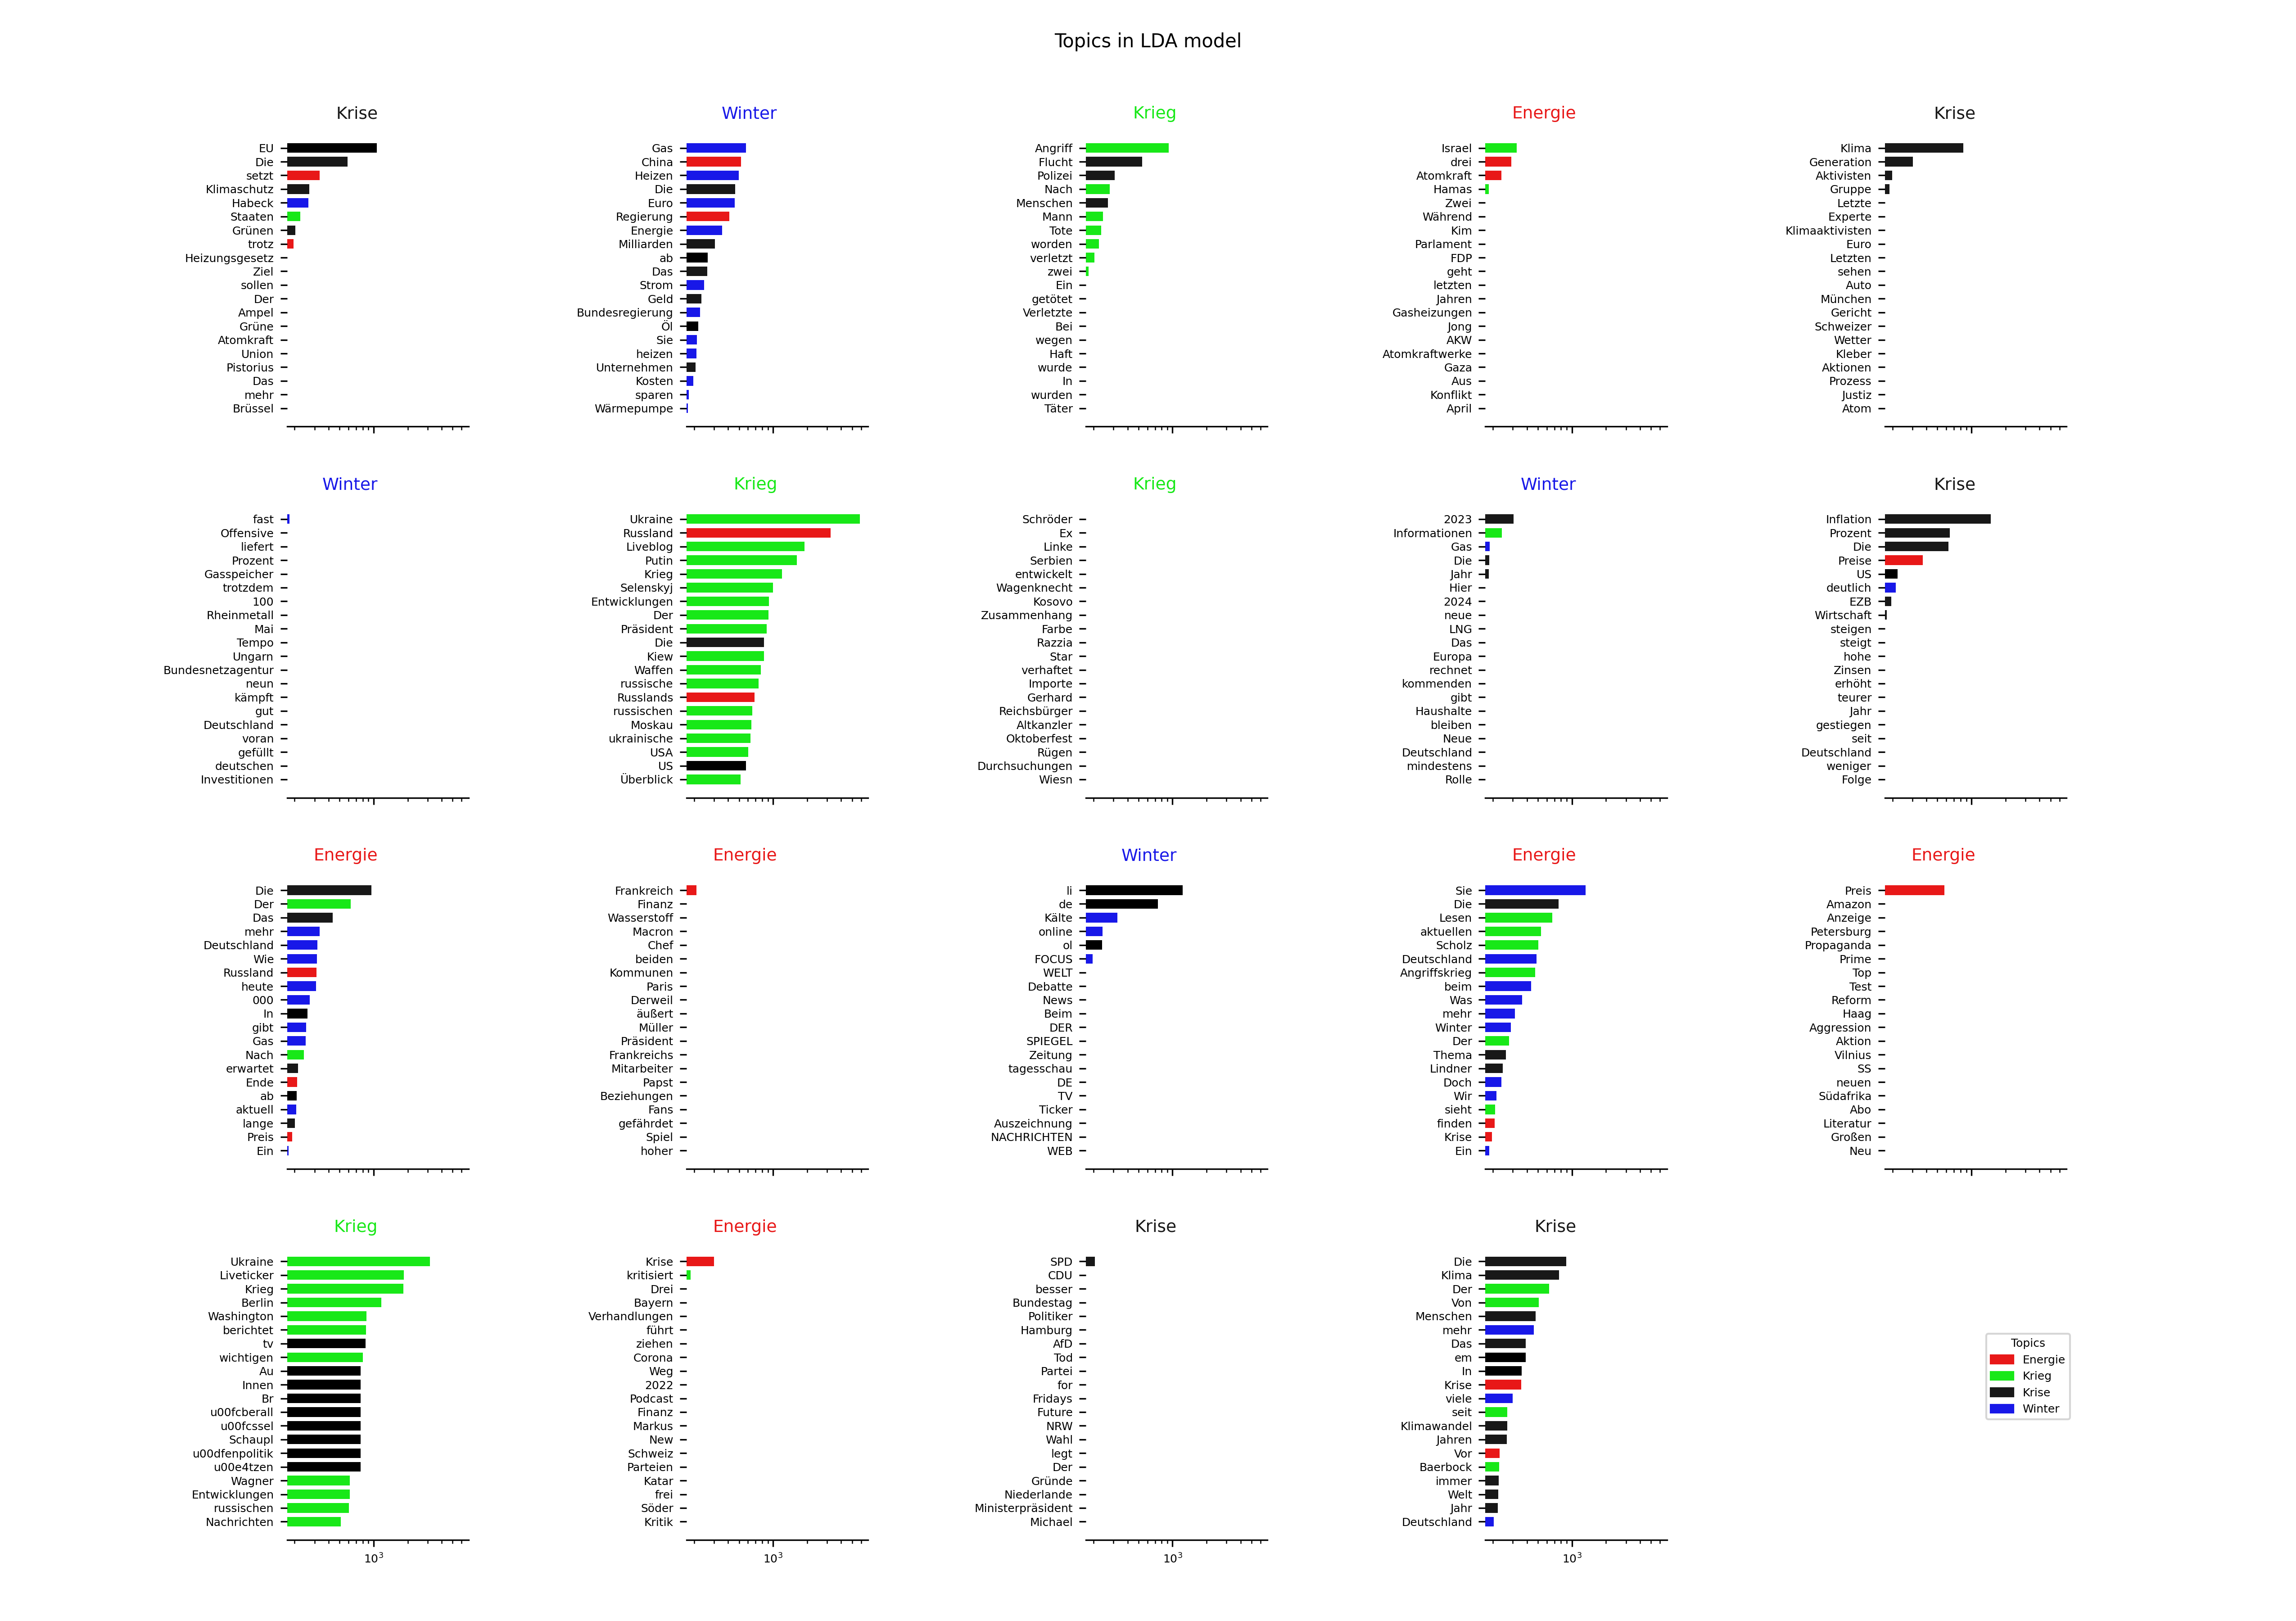 Topics in LDA model
Krise
EU
Die
setzt
Klimaschutz
Habeck
Staaten
Grünen
trotz
Heizungsgesetz
Ziel
sollen
Der
Ampel
Grüne
Atomkraft
Union
Pistorius
Das
mehr
Brüssel
Winter
Gas
China
Heizen
Die
Euro
Regierung
Energie
Milliarden
ab
Das
Strom
Geld
Bundesregierung
Öl
Sie
heizen
Unternehmen
Kosten
sparen
Wärmepumpe
Krieg
Angriff
Flucht
Polizei
Nach
Menschen
Mann
Tote
worden
verletzt
zwei
Ein
getötet
Verletzte
Bei
wegen
Haft
wurde
In
wurden
Täter
Energie
Israel
drei
Atomkraft
Hamas
Zwei
Während
Kim
Parlament
FDP
geht
letzten
Jahren
Gasheizungen
Jong
AKW
Atomkraftwerke
Gaza
Aus
Konflikt
April
Krise
Klima
Generation
Aktivisten
Gruppe
Letzte
Experte
Klimaaktivisten
Euro
Letzten
sehen
Auto
München
Gericht
Schweizer
Wetter
Kleber
Aktionen
Prozess
Justiz
Atom
Winter
fast
Offensive
liefert
Prozent
Gasspeicher
trotzdem
100
Rheinmetall
Mai
Tempo
Ungarn
Bundesnetzagentur
neun
kämpft
gut
Deutschland
voran
gefüllt
deutschen
Investitionen
Krieg
Ukraine
Russland
Liveblog
Putin
Krieg
Selenskyj
Entwicklungen
Der
Präsident
Die
Kiew
Waffen
russische
Russlands
russischen
Moskau
ukrainische
USA
US
Überblick
Krieg
Schröder
Ex
Linke
Serbien
entwickelt
Wagenknecht
Kosovo
Zusammenhang
Farbe
Razzia
Star
verhaftet
Importe
Gerhard
Reichsbürger
Altkanzler
Oktoberfest
Rügen
Durchsuchungen
Wiesn
Winter
2023
Informationen
Gas
Die
Jahr
Hier
2024
neue
LNG
Das
Europa
rechnet
kommenden
gibt
Haushalte
bleiben
Neue
Deutschland
mindestens
Rolle
Krise
Inflation
Prozent
Die
Preise
US
deutlich
EZB
Wirtschaft
steigen
steigt
hohe
Zinsen
erhöht
teurer
Jahr
gestiegen
seit
Deutschland
weniger
Folge
Energie
Die
Der
Das
mehr
Deutschland
Wie
Russland
heute
000
In
gibt
Gas
Nach
erwartet
Ende
ab
aktuell
lange
Preis
Ein
Energie
Frankreich
Finanz
Wasserstoff
Macron
Chef
beiden
Kommunen
Paris
Derweil
äußert
Müller
Präsident
Frankreichs
Mitarbeiter
Papst
Beziehungen
Fans
gefährdet
Spiel
hoher
Winter
li
de
Kälte
online
ol
FOCUS
WELT
Debatte
News
Beim
DER
SPIEGEL
Zeitung
tagesschau
DE
TV
Ticker
Auszeichnung
NACHRICHTEN
WEB
Energie
Sie
Die
Lesen
aktuellen
Scholz
Deutschland
Angriffskrieg
beim
Was
mehr
Winter
Der
Thema
Lindner
Doch
Wir
sieht
finden
Krise
Ein
Energie
Preis
Amazon
Anzeige
Petersburg
Propaganda
Prime
Top
Test
Reform
Haag
Aggression
Aktion
Vilnius
SS
neuen
Südafrika
Abo
Literatur
Großen
Neu
Krieg
Ukraine
Liveticker
Krieg
Berlin
Washington
berichtet
tv
wichtigen
Au
Innen
Br
u00fcberall
u00fcssel
Schaupl
u00dfenpolitik
u00e4tzen
Wagner
Entwicklungen
russischen
Nachrichten
10³
Energie
Krise
kritisiert
Drei
Bayern
Verhandlungen
führt
ziehen
Corona
Weg
2022
Podcast
Finanz
Markus
New
Schweiz
Parteien
Katar
frei
Söder
Kritik
10³
Krise
SPD
CDU
besser
Bundestag
Politiker
Hamburg
AfD
Tod
Partei
for
Fridays
Future
NRW
Wahl
legt
Der
Gründe
Niederlande
Ministerpräsident
Michael
10³
Krise
Die
Klima
Der
Von
Menschen
mehr
Das
em
In
Krise
viele
seit
Klimawandel
Jahren
Vor
Baerbock
immer
Welt
Jahr
Deutschland
10³
Topics
Energie
Krieg
Krise
Winter